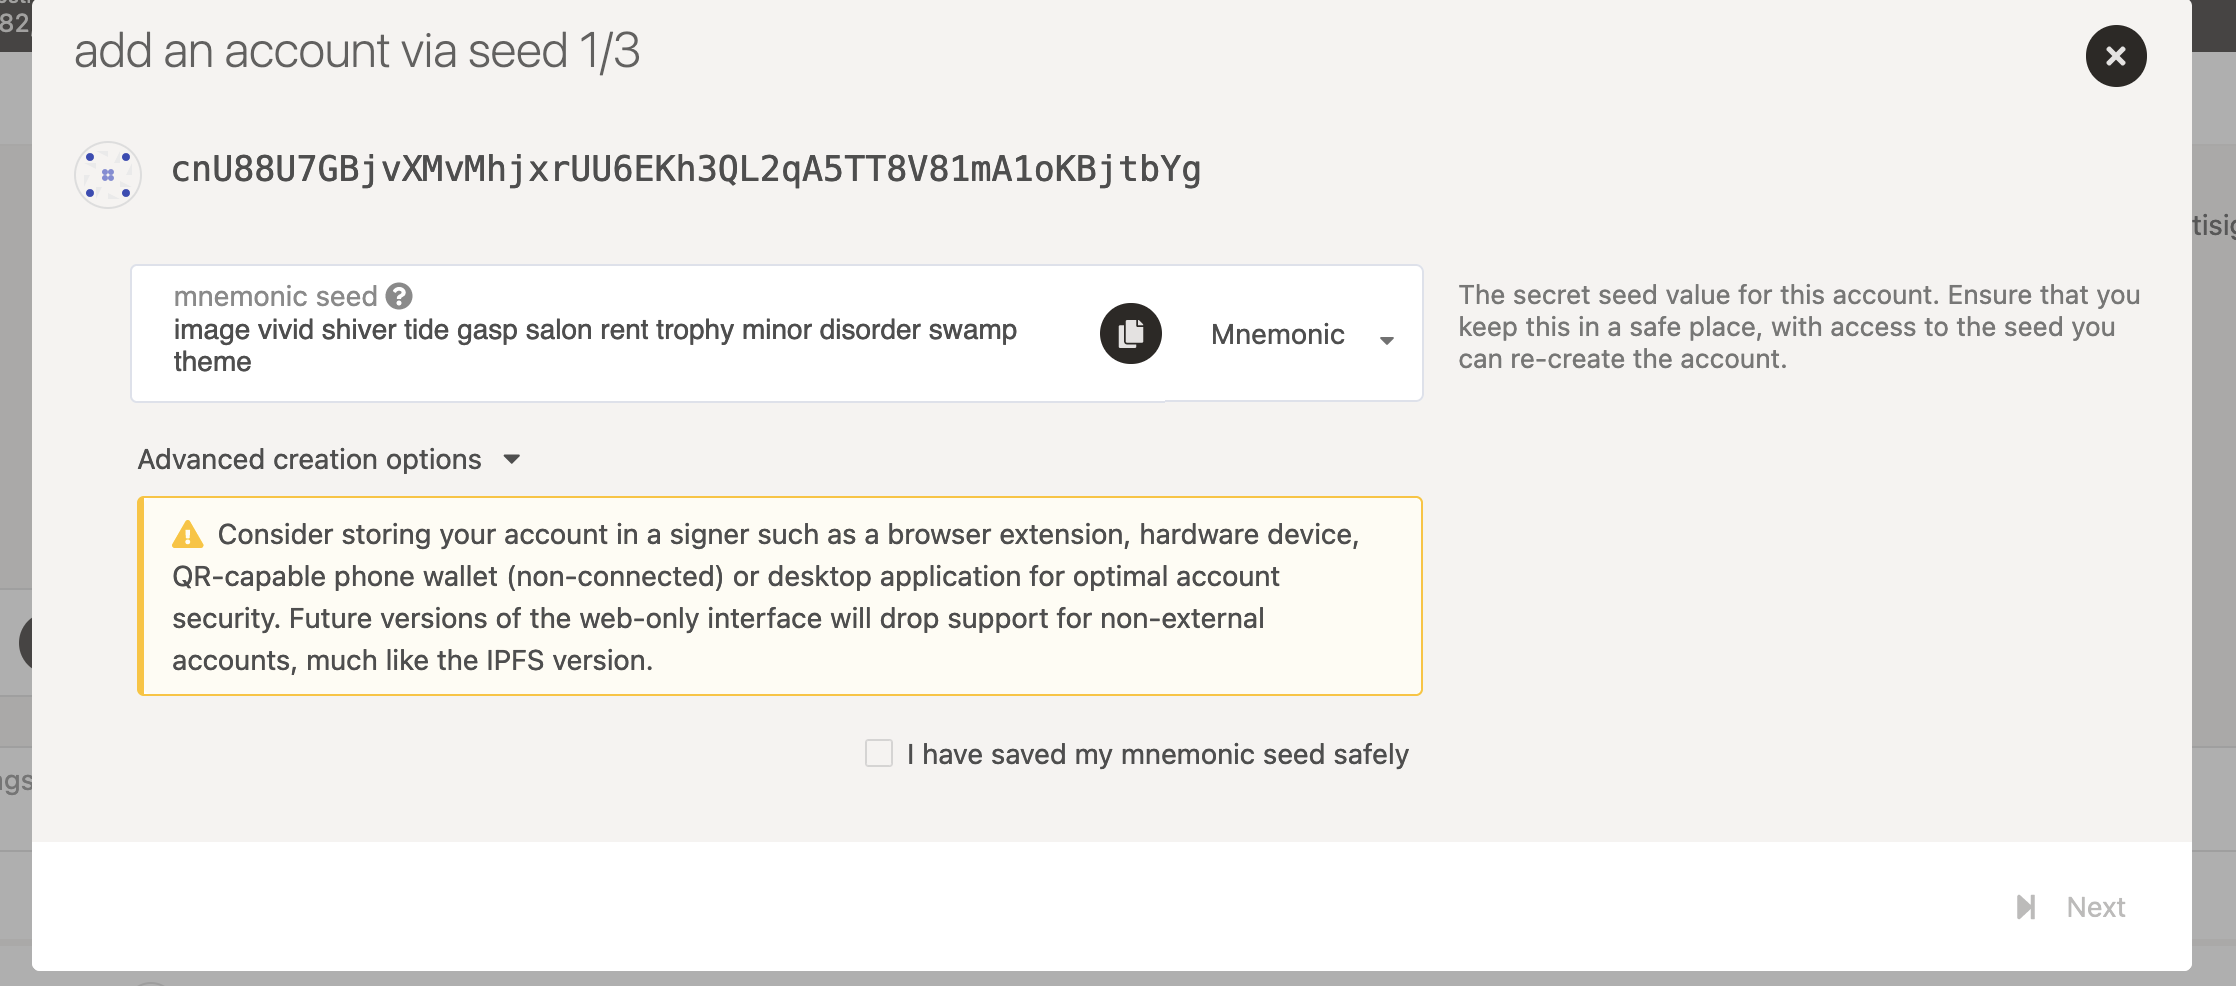 82,
add an account via seed 1/3
cnU88U7GBjvXMvMhjxrUU6EKh3QL2qA5TT8V81mA1oKBjtbYg
tisig
mnemonic seed
image vivid shiver tide gasp salon rent trophy minor disorder swamp
theme
Mnemonic
The secret seed value for this account. Ensure that you
keep this in a safe place, with access to the seed you
can re-create the account.
Advanced creation options
Consider storing your account in a signer such as a browser extension, hardware device,
QR-capable phone wallet (non-connected) or desktop application for optimal account
security. Future versions of the web-only interface will drop support for non-external
accounts, much like the IPFS version.
I have saved my mnemonic seed safely
ngs
Next